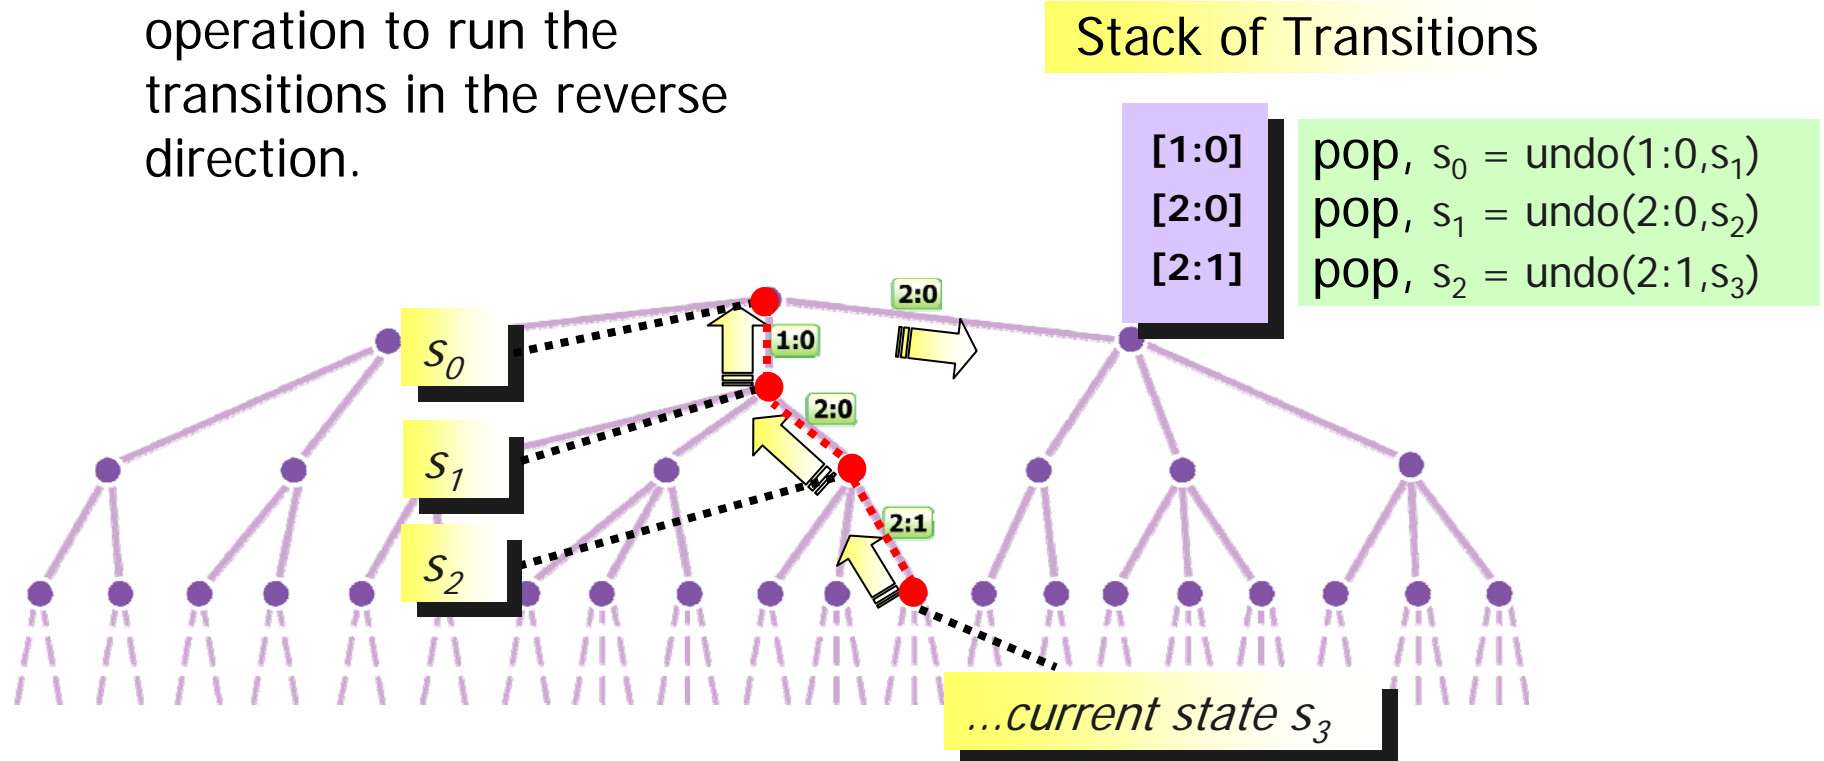 operation to run the
transitions in the reverse
direction.
Stack of Transitions
[1:0] pop, s0 = undo(1:0,s1)
[2:0] pop, s1 = undo(2:0,s2)
[2:1] pop, s2 = undo(2:1,s3)
2:0
s0
1:0
2:0
s1
2:1
s2
...current state s3